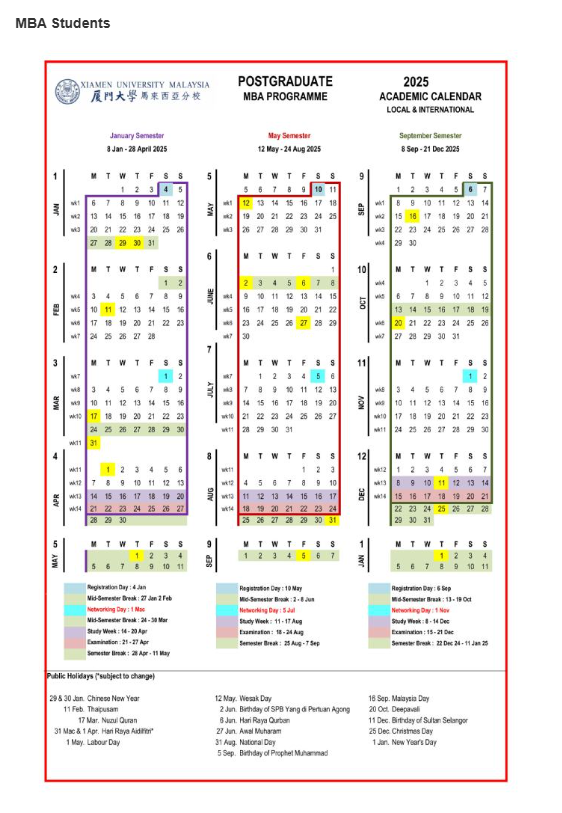 MBA Students
XIAMEN UNIVERSITY MALAYSIA
廈門大學 馬來西亞分校
POSTGRADUATE
MBA PROGRAMME
2025
ACADEMIC CALENDAR
LOCAL & INTERNATIONAL
January Semester
8 Jan - 28 April 2025
1
JAN
M T W T F S S
1 2 3 4 5
wk1 6 7 8 9 10 11 12
wk2 13 14 15 16 17 18 19
wk3 20 21 22 23 24 25 26
27 28 29 30 31
2
FEB
M T W T F S S
1 2
wk4 3 4 5 6 7 8 9
wk5 10 11 12 13 14 15 16
wk6 17 18 19 20 21 22 23
wk7 24 25 26 27 28
3
MAR
M T W T F S S
wk7 1 2
wk8 3 4 5 6 7 8 9
wk9 10 11 12 13 14 15 16
wk10 17 18 19 20 21 22 23
24 25 26 27 28 29 30
wk11 31
4
APR
M T W T F S S
wk11 1 2 3 4 5 6
wk12 7 8 9 10 11 12 13
wk13 14 15 16 17 18 19 20
wk14 21 22 23 24 25 26 27
28 29 30
5
MAY
M T W T F S S
1 2 3 4
5 6 7 8 9 10 11
Registration Day : 4 Jan
Mid-Semester Break : 27 Jan 2 Feb
Networking Day : 1 Mac
Mid-Semester Break : 24 - 30 Mar
Study Week : 14 - 20 Apr
Examination : 21 - 27 Apr
Semester Break : 28 Apr - 11 May
May Semester
12 May - 24 Aug 2025
5
MAY
M T W T F S S
5 6 7 8 9 10 11
wk1 12 13 14 15 16 17 18
wk2 19 20 21 22 23 24 25
wk3 26 27 28 29 30 31
6
JUNE
M T W T F S S
1
2 3 4 5 6 7 8
wk4 9 10 11 12 13 14 15
wk5 16 17 18 19 20 21 22
wk6 23 24 25 26 27 28 29
wk7 30
7
JULY
M T W T F S S
wk7 1 2 3 4 5 6
wk8 7 8 9 10 11 12 13
wk9 14 15 16 17 18 19 20
wk10 21 22 23 24 25 26 27
wk11 28 29 30 31
8
AUG
M T W T F S S
wk11 1 2 3
wk12 4 5 6 7 8 9 10
wk13 11 12 13 14 15 16 17
wk14 18 19 20 21 22 23 24
25 26 27 28 29 30 31
9
SEP
M T W T F S S
1 2 3 4 5 6 7
Registration Day : 10 May
Mid-Semester Break : 2 - 8 Jun
Networking Day : 5 Jul
Study Week : 11 - 17 Aug
Examination : 18 - 24 Aug
Semester Break : 25 Aug - 7 Sep
September Semester
8 Sep - 21 Dec 2025
9
SEP
M T W T F S S
1 2 3 4 5 6 7
wk1 8 9 10 11 12 13 14
wk2 15 16 17 18 19 20 21
wk3 22 23 24 25 26 27 28
wk4 29 30
10
OCT
M T W T F S S
wk4 1 2 3 4 5
wk5 6 7 8 9 10 11 12
13 14 15 16 17 18 19
wk6 20 21 22 23 24 25 26
wk7 27 28 29 30 31
11
NOV
M T W T F S S
1 2
wk8 3 4 5 6 7 8 9
wk9 10 11 12 13 14 15 16
wk10 17 18 19 20 21 22 23
wk11 24 25 26 27 28 29 30
12
DEC
M T W T F S S
wk12 1 2 3 4 5 6 7
wk13 8 9 10 11 12 13 14
wk14 15 16 17 18 19 20 21
22 23 24 25 26 27 28
29 30 31
1
JAN
M T W T F S S
1 2 3 4
5 6 7 8 9 10 11
Registration Day : 6 Sep
Mid-Semester Break : 13 - 19 Oct
Networking Day : 1 Nov
Study Week : 8 - 14 Dec
Examination : 15 - 21 Dec
Semester Break : 22 Dec 24 - 11 Jan 25
Public Holidays (*subject to change)
29 & 30 Jan. Chinese New Year
11 Feb. Thaipusam
17 Mar. Nuzul Quran
31 Mac & 1 Apr. Hari Raya Aidilfitri*
1 May. Labour Day
12 May. Wesak Day
2 Jun. Birthday of SPB Yang di Pertuan Agong
6 Jun. Hari Raya Qurban
27 Jun. Awal Muharam
31 Aug. National Day
5 Sep. Birthday of Prophet Muhammad
16 Sep. Malaysia Day
20 Oct. Deepavali
11 Dec. Birthday of Sultan Selangor
25 Dec. Christmas Day
1 Jan. New Year's Day